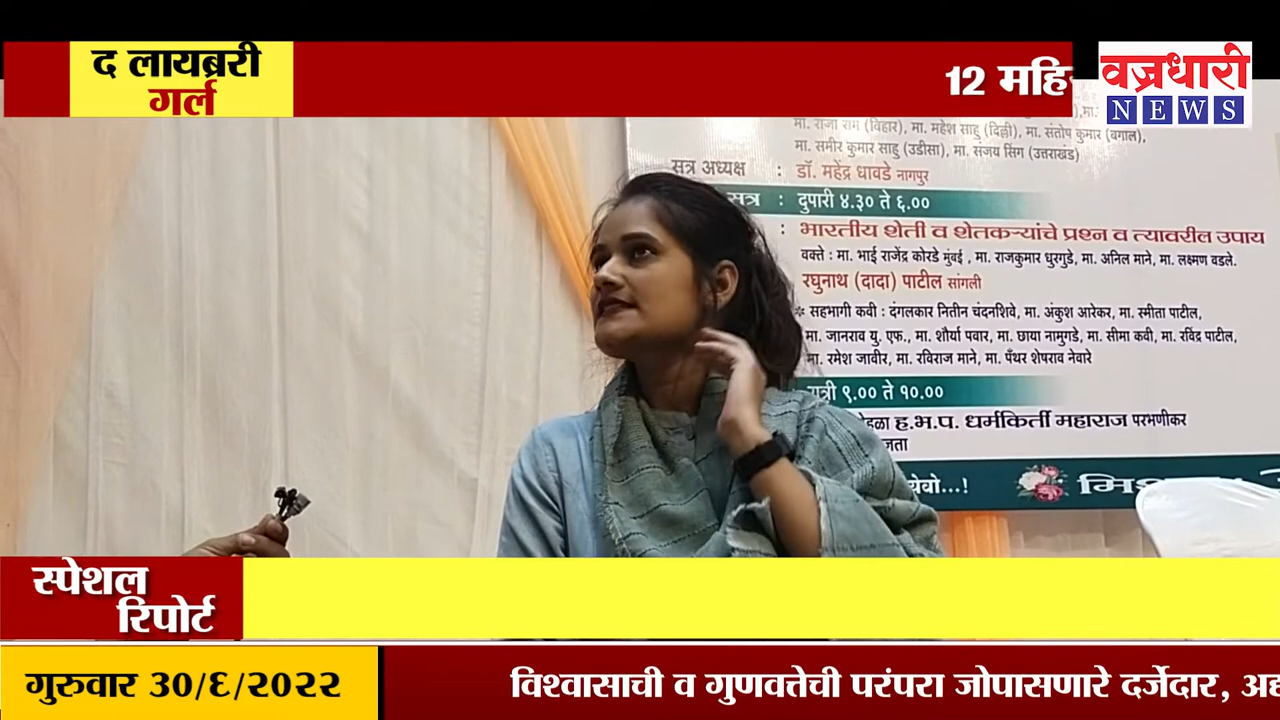 द लायब्ररी
गर्ल
12
वज्रधारी
NEWS
मा. राजा राम (विहार), मा. महेश साहु (दिल्ली), मा. संतोष कुमार (बंगाल),
मा. समीर कुमार साहु (उडीसा), मा. संजय सिंग (उत्तराखंड)
सत्र अध्यक्ष : डॉ. महेंद्र धावडे नागपुर
सत्र : दुपारी ४.३० ते ६.००
: भारतीय शेती व शेतकऱ्यांचे प्रश्न व त्यावरील उपाय
वक्ते : मा. भाई राजेंद्र कोरडे मुंबई , मा. राजकुमार धुरगुडे, मा. अनिल माने, मा. लक्ष्मण वडले.
रघुनाथ (दादा) पाटील सांगली
* सहभागी कवी : दंगलकार नितीन चंदनशिवे, मा. अंकुश आरेकर, मा. स्मीता पाटील,
मा. जानराव यु. एफ., मा. शौर्या पवार, मा. छाया नामुगडे, मा. सीमा कवी, मा. रविंद्र पाटील,
मा. रमेश जावीर, मा. रविराज माने, मा. पँथर शेषराव नेवारे
रात्री ९.०० ते १०.००
ह.भ.प. धर्मकिर्ती महाराज परभणीकर
स्पेशल
रिपोर्ट
गुरुवार 30/६/२०२२
विश्वासाची व गुणवत्तेची परंपरा जोपासणारे दर्जेदार,